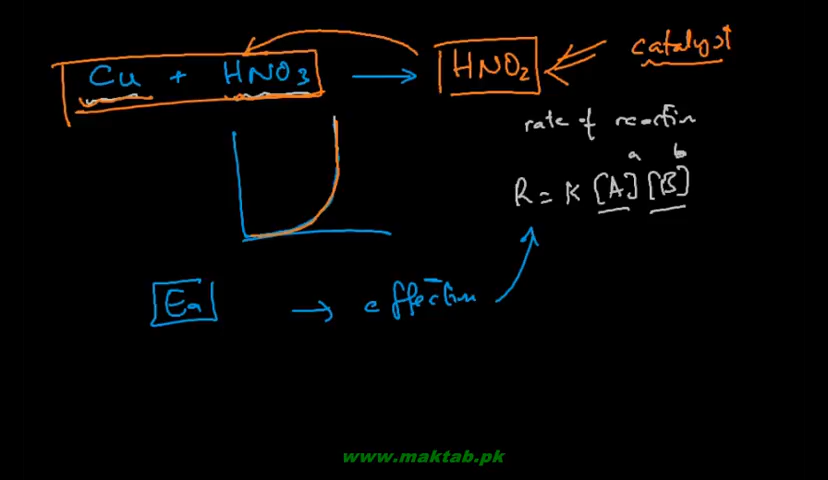 catalyst
Cu + HNO3 → HNO2
rate of reaction
R = K [A]a [B]b
Ea → effection
www.maktab.pk